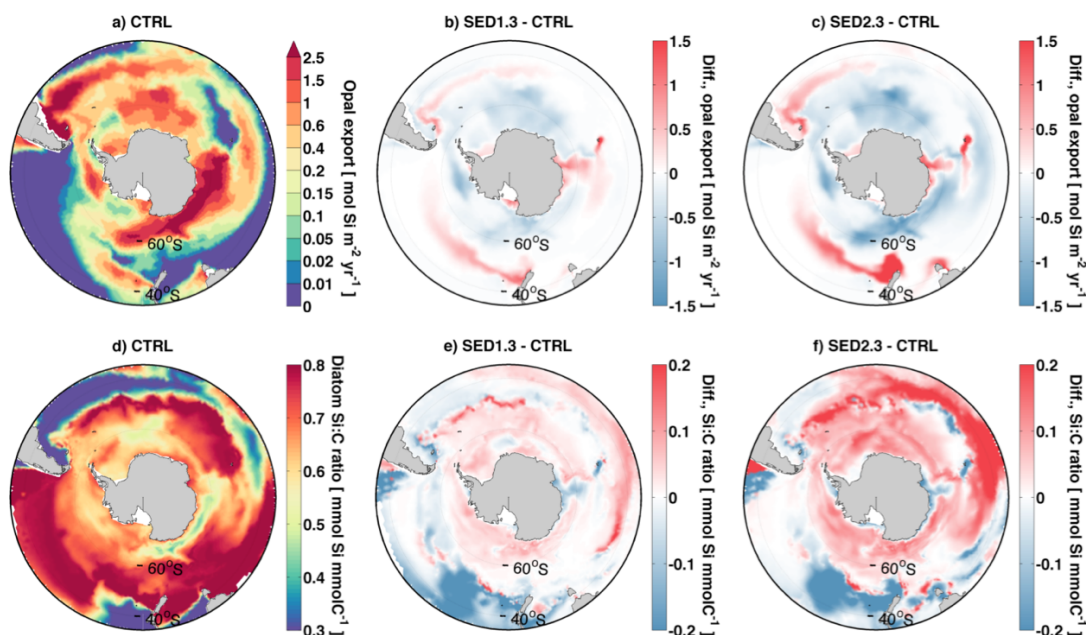 a) CTRL
2.5
1.5
1
0.6
0.4
0.2
0.15
0.1
0.05
0.02
0.01
0
Opal export [ mol Si m⁻² yr⁻¹ ]
60°S
40°S
b) SED1.3 - CTRL
1.5
1
0.5
0
-0.5
-1
-1.5
Diff., opal export [ mol Si m⁻² yr⁻¹ ]
60°S
40°S
c) SED2.3 - CTRL
1.5
1
0.5
0
-0.5
-1
-1.5
Diff., opal export [ mol Si m⁻² yr⁻¹ ]
60°S
40°S
d) CTRL
0.8
0.7
0.6
0.5
0.4
0.3
Diatom Si:C ratio [ mmol Si mmolC⁻¹ ]
60°S
40°S
e) SED1.3 - CTRL
0.2
0.1
0
-0.1
-0.2
Diff., Si:C ratio [ mmol Si mmolC⁻¹ ]
60°S
40°S
f) SED2.3 - CTRL
0.2
0.1
0
-0.1
-0.2
Diff., Si:C ratio [ mmol Si mmolC⁻¹ ]
60°S
40°S